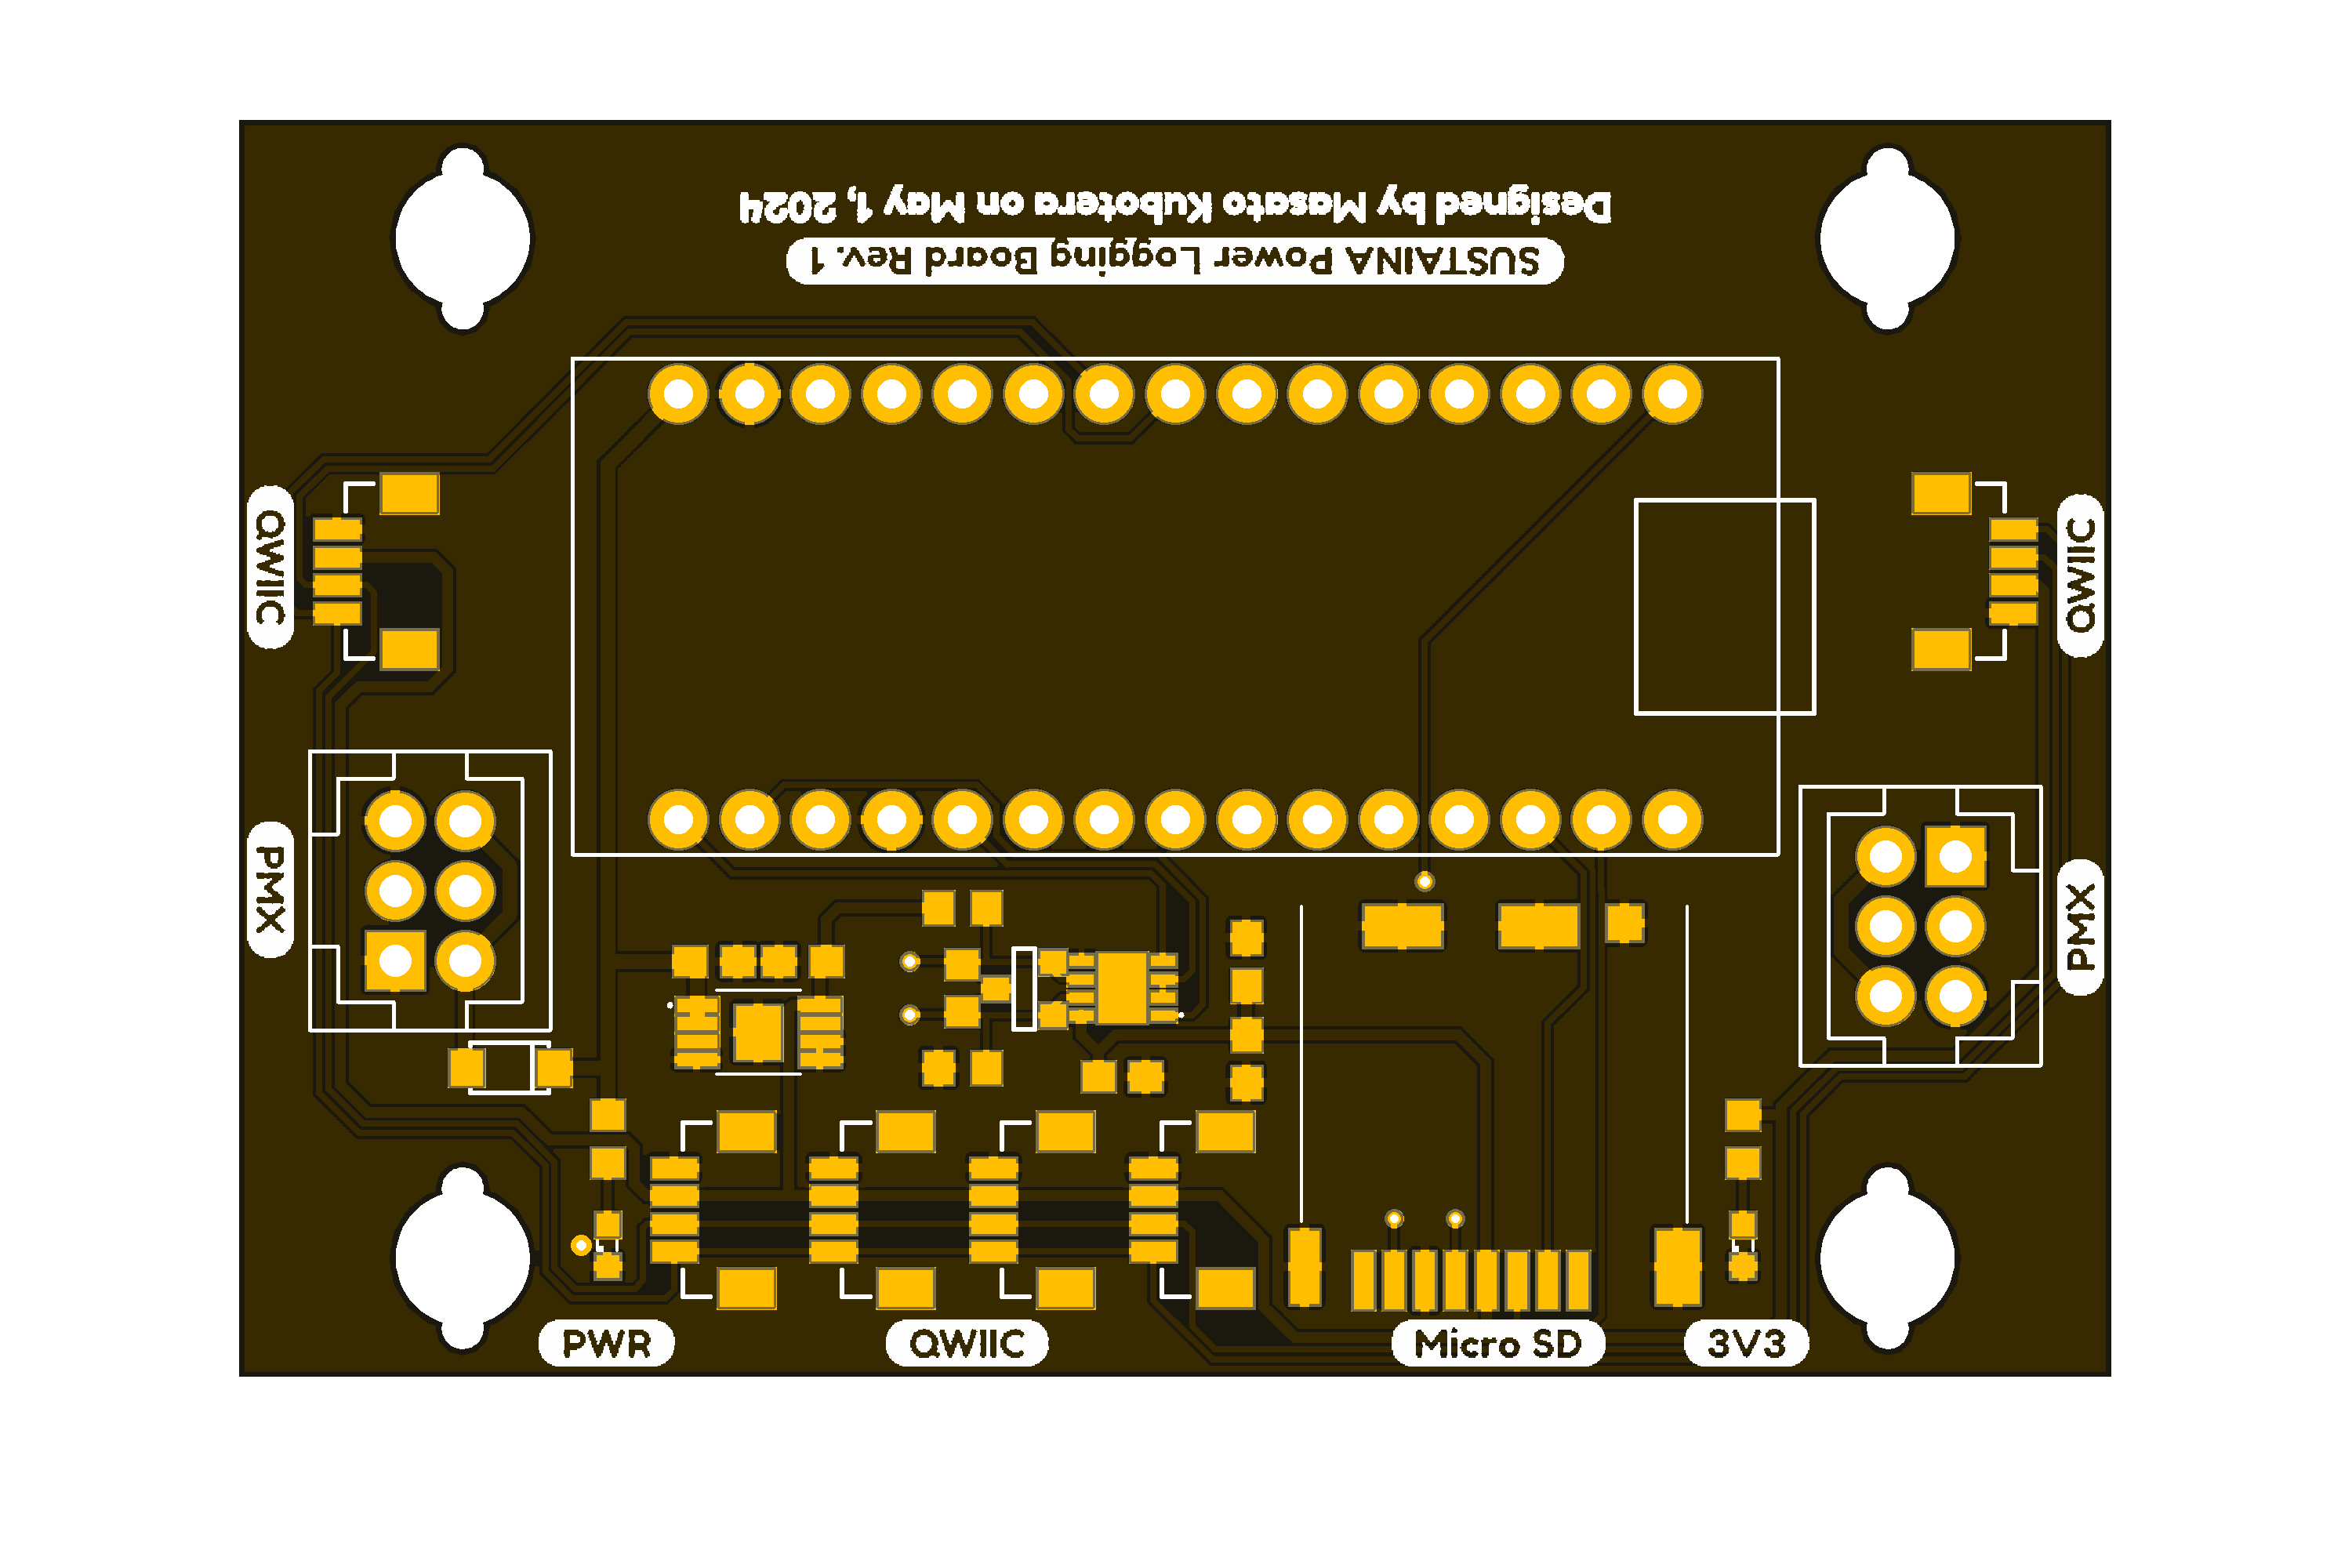 Designed by Masato Kubotera on May 1, 2024
SUSTAINA Power Logging Board Rev. 1
QWIIC
QWIIC
PMX
PMX
PWR
QWIIC
Micro SD
3V3